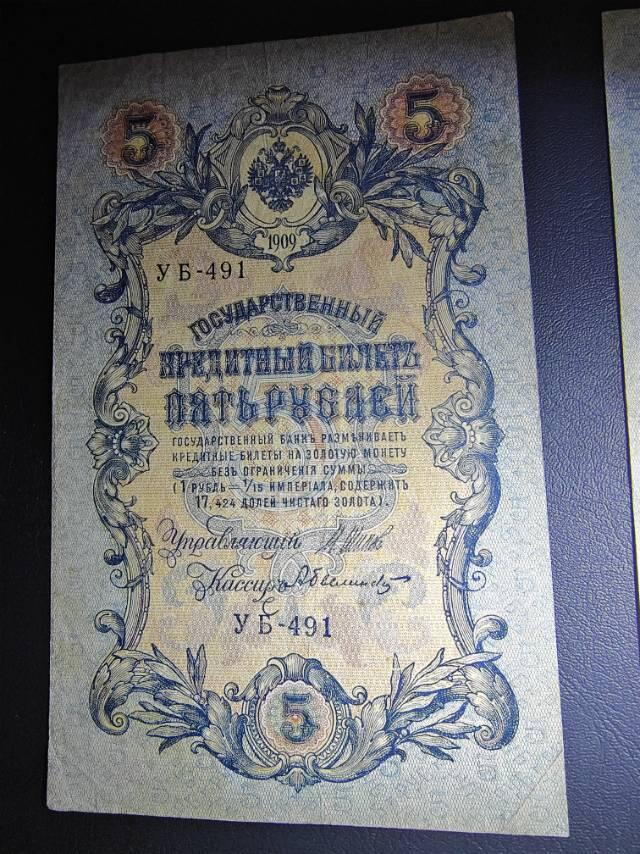 5 5
1909
УБ-491
ГОСУДАРСТВЕННЫЙ
КРЕДИТНЫЙ БИЛЕТЪ
ПЯТЬ РУБЛЕЙ
ГОСУДАРСТВЕННЫЙ БАНКЪ РАЗМѢНИВАЕТЪ
КРЕДИТНЫЕ БИЛЕТЫ НА ЗОЛОТУЮ МОНЕТУ
БЕЗЪ ОГРАНИЧЕНІЯ СУММЫ
(1 РУБЛЬ = 1/15 ИМПЕРІАЛА, СОДЕРЖИТЪ
17,424 ДОЛЕЙ ЧИСТАГО ЗОЛОТА).
Управляющій
Кассиръ
УБ-491
5